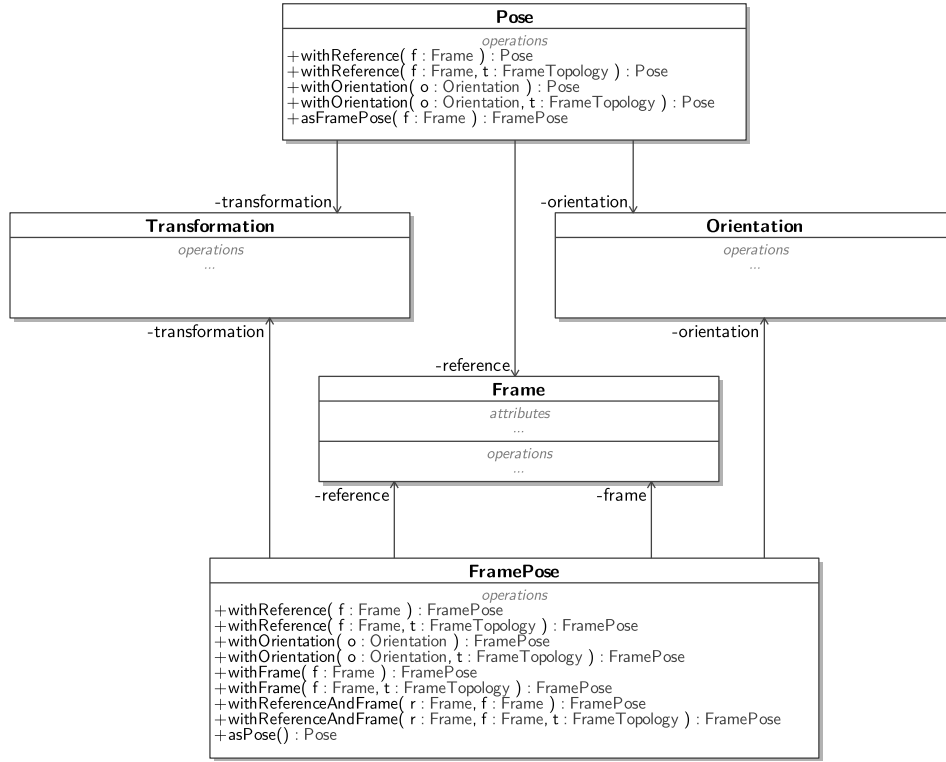 Pose
operations
+withReference( f : Frame ) : Pose
+withReference( f : Frame, t : FrameTopology ) : Pose
+withOrientation( o : Orientation ) : Pose
+withOrientation( o : Orientation, t : FrameTopology ) : Pose
+asFramePose( f : Frame ) : FramePose
-transformation
-orientation
Transformation
operations
...
Orientation
operations
...
-transformation
-orientation
-reference
Frame
attributes
...
operations
...
-reference
-frame
FramePose
operations
+withReference( f : Frame ) : FramePose
+withReference( f : Frame, t : FrameTopology ) : FramePose
+withOrientation( o : Orientation ) : FramePose
+withOrientation( o : Orientation, t : FrameTopology ) : FramePose
+withFrame( f : Frame ) : FramePose
+withFrame( f : Frame, t : FrameTopology ) : FramePose
+withReferenceAndFrame( r : Frame, f : Frame ) : FramePose
+withReferenceAndFrame( r : Frame, f : Frame, t : FrameTopology ) : FramePose
+asPose() : Pose